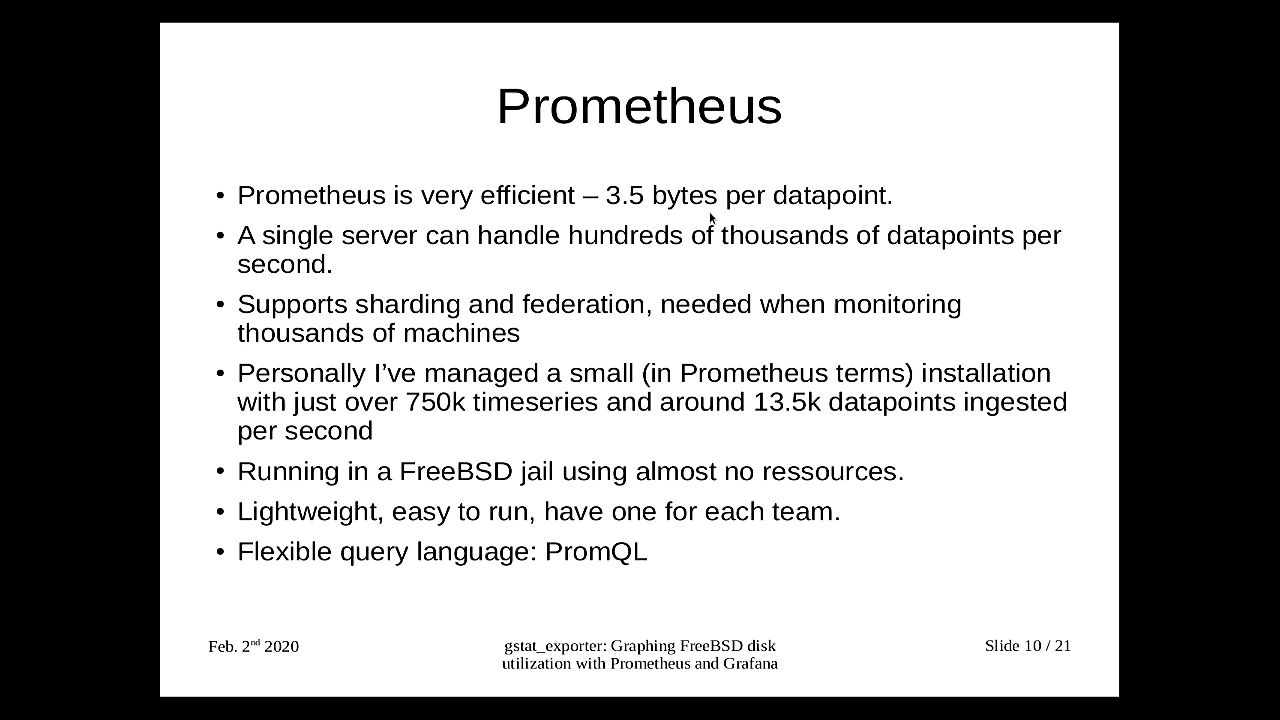 Prometheus
• Prometheus is very efficient – 3.5 bytes per datapoint.
• A single server can handle hundreds of thousands of datapoints per
second.
• Supports sharding and federation, needed when monitoring
thousands of machines
• Personally I’ve managed a small (in Prometheus terms) installation
with just over 750k timeseries and around 13.5k datapoints ingested
per second
• Running in a FreeBSD jail using almost no ressources.
• Lightweight, easy to run, have one for each team.
• Flexible query language: PromQL
Feb. 2nd 2020
gstat_exporter: Graphing FreeBSD disk
utilization with Prometheus and Grafana
Slide 10 / 21